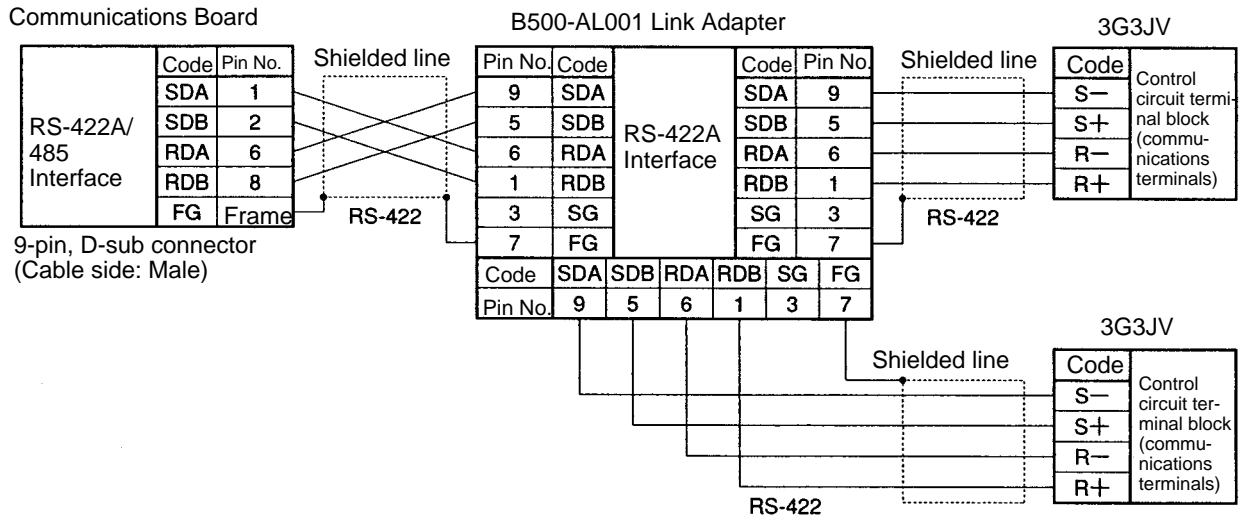 Communications Board
B500-AL001 Link Adapter
3G3JV
RS-422A/
485
Interface
Code Pin No.
SDA 1
SDB 2
RDA 6
RDB 8
FG Frame
9-pin, D-sub connector
(Cable side: Male)
Shielded line
RS-422
Pin No. Code
9 SDA
5 SDB
6 RDA
1 RDB
3 SG
7 FG
RS-422A
Interface
Code Pin No.
SDA 9
SDB 5
RDA 6
RDB 1
SG 3
FG 7
Code SDA SDB RDA RDB SG FG
Pin No. 9 5 6 1 3 7
Shielded line
RS-422
Code
S−
S+
R−
R+
Control
circuit termi-
nal block
(commu-
nications
terminals)
3G3JV
Shielded line
RS-422
Code
S−
S+
R−
R+
Control
circuit ter-
minal block
(commu-
nications
terminals)